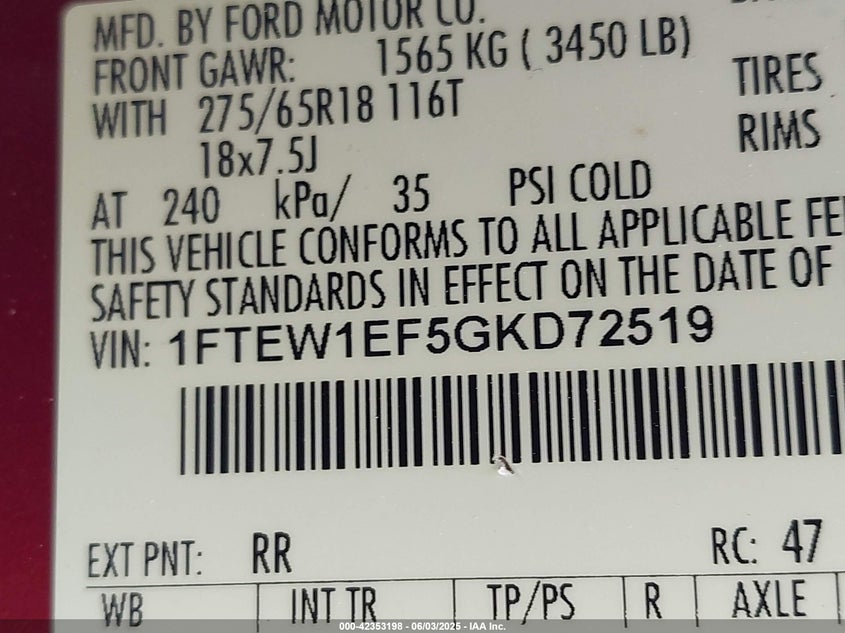 MFD. BY FORD MOTOR CO.
FRONT GAWR: 1565 KG ( 3450 LB)
WITH 275/65R18 116T TIRES
18x7.5J RIMS
AT 240 kPa/ 35 PSI COLD
THIS VEHICLE CONFORMS TO ALL APPLICABLE
SAFETY STANDARDS IN EFFECT ON THE DATE OF
VIN: 1FTEW1EF5GKD72519
EXT PNT: RR RC: 47
WB INT TR TP/PS R AXLE
000-42353198 - 06/03/2025 - IAA Inc.